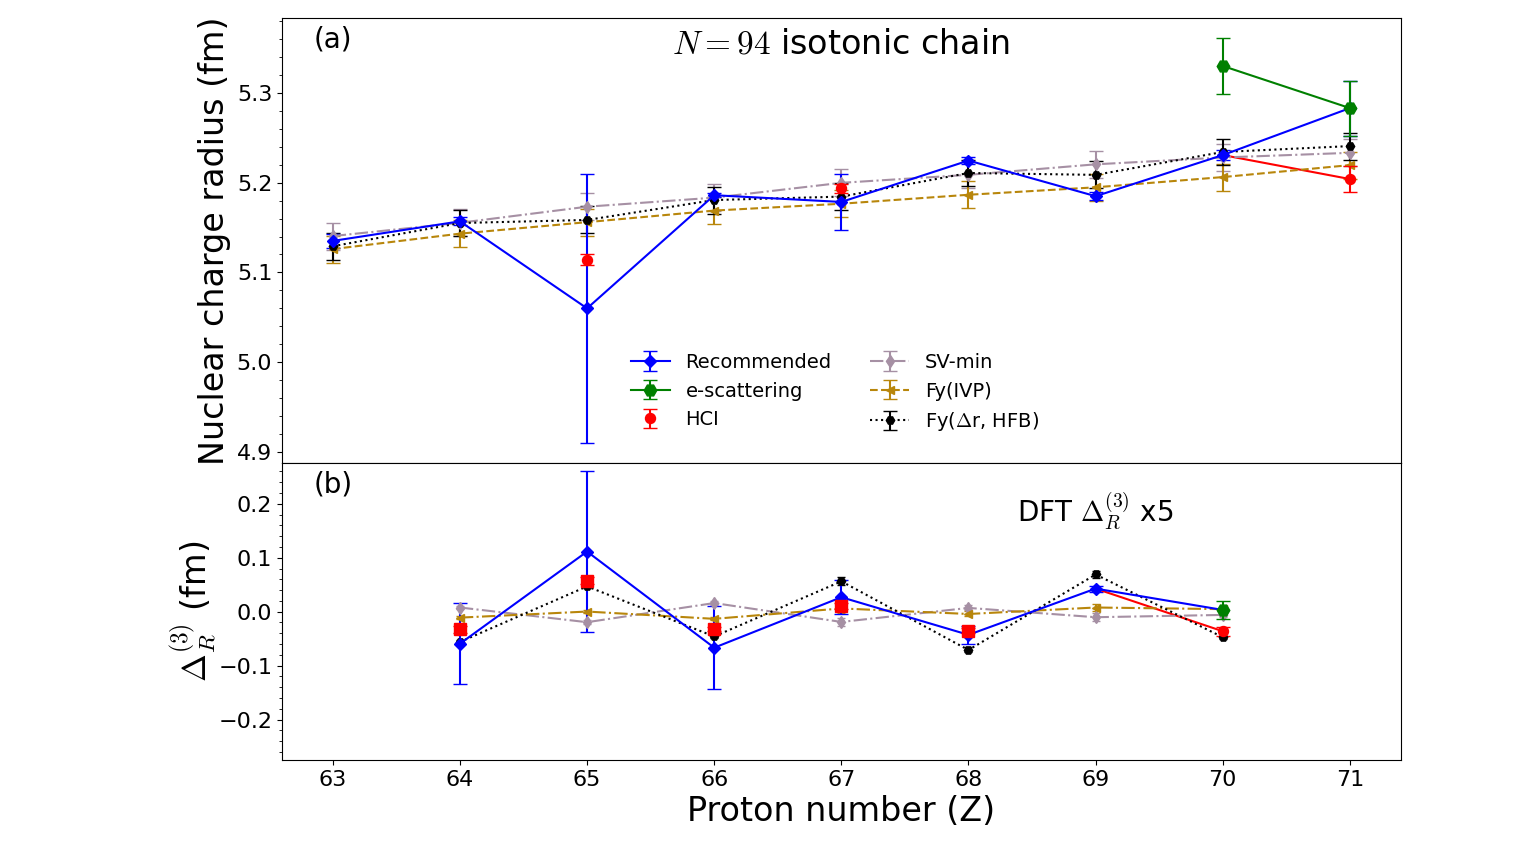 (a)
N = 94 isotonic chain
Nuclear charge radius (fm)
5.3
5.2
5.1
5.0
4.9
Recommended
e-scattering
HCI
SV-min
Fy(IVP)
Fy(Δr, HFB)
(b)
DFT Δ_R^(3) x5
Δ_R^(3) (fm)
0.2
0.1
0.0
−0.1
−0.2
63 64 65 66 67 68 69 70 71
Proton number (Z)